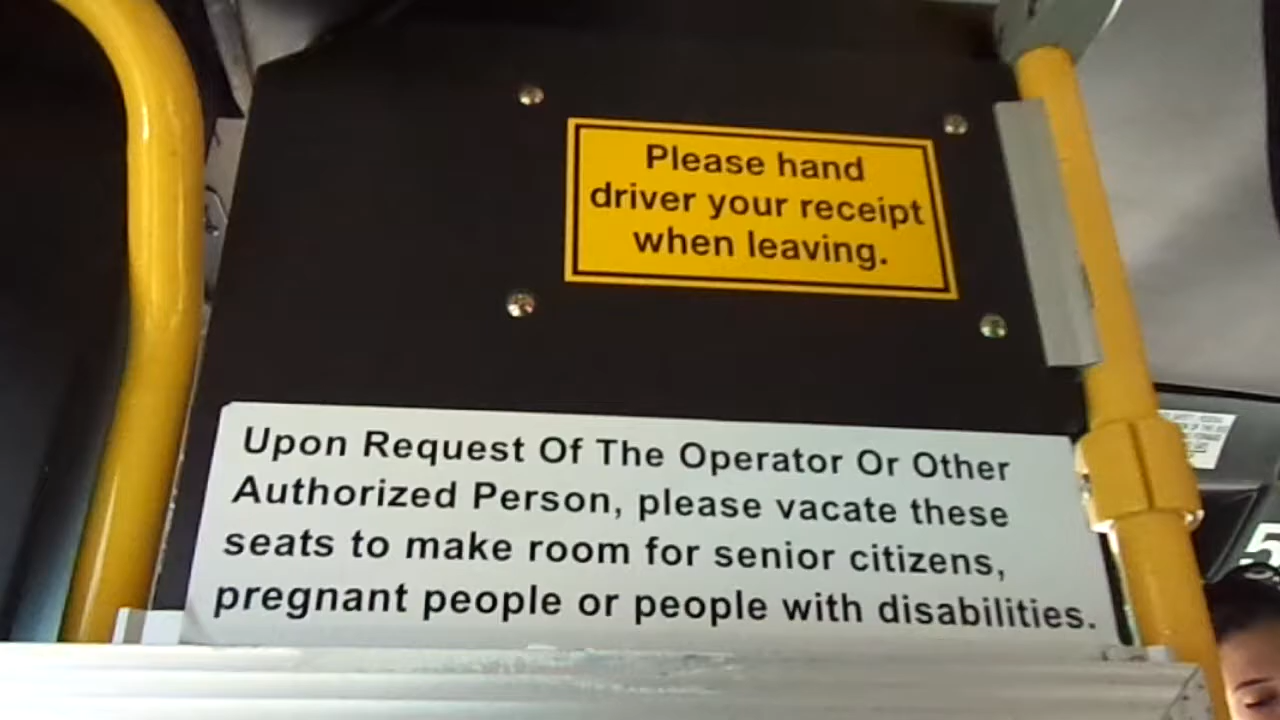 Please hand
driver your receipt
when leaving.
Upon Request Of The Operator Or Other
Authorized Person, please vacate these
seats to make room for senior citizens,
pregnant people or people with disabilities.
5